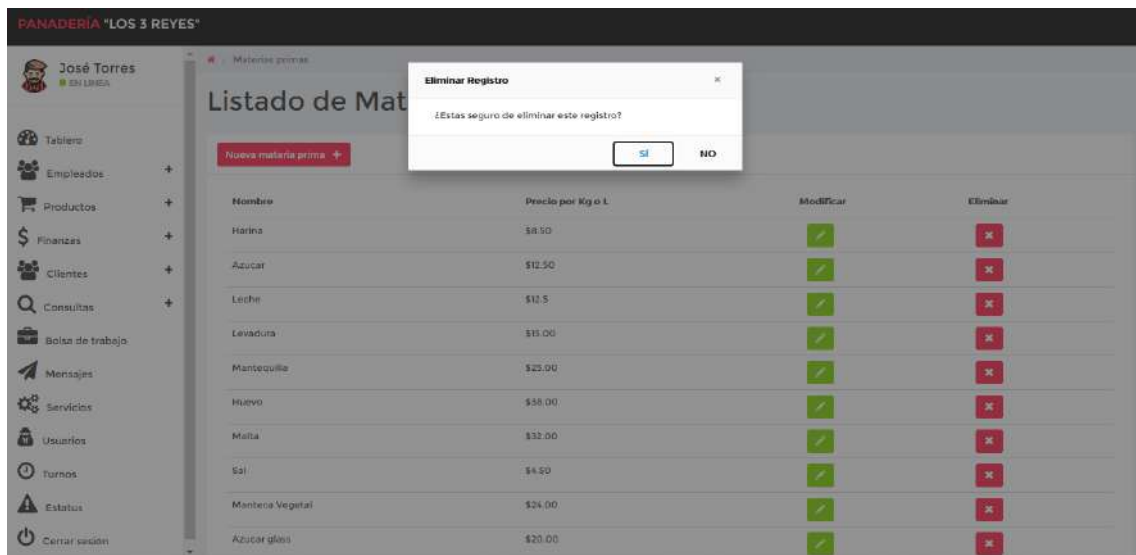 PANADERÍA "LOS 3 REYES"
José Torres
EN LINEA
Tablero
Empleados +
Productos +
Finanzas +
Clientes +
Consultas +
Bolsa de trabajo
Mensajes
Servicios
Usuarios
Turnos
Estatus
Cerrar sesión
/ Materias primas
Listado de Mat
Nueva materia prima +
Eliminar Registro ×
¿Estas seguro de eliminar este registro?
SÍ NO
Nombre Precio por Kg o L Modificar Eliminar
Harina $8.50
Azucar $12.50
Leche $12.5
Levadura $15.00
Mantequilla $25.00
Huevo $38.00
Malta $32.00
Sal $4.50
Manteca Vegetal $24.00
Azucar glass $20.00